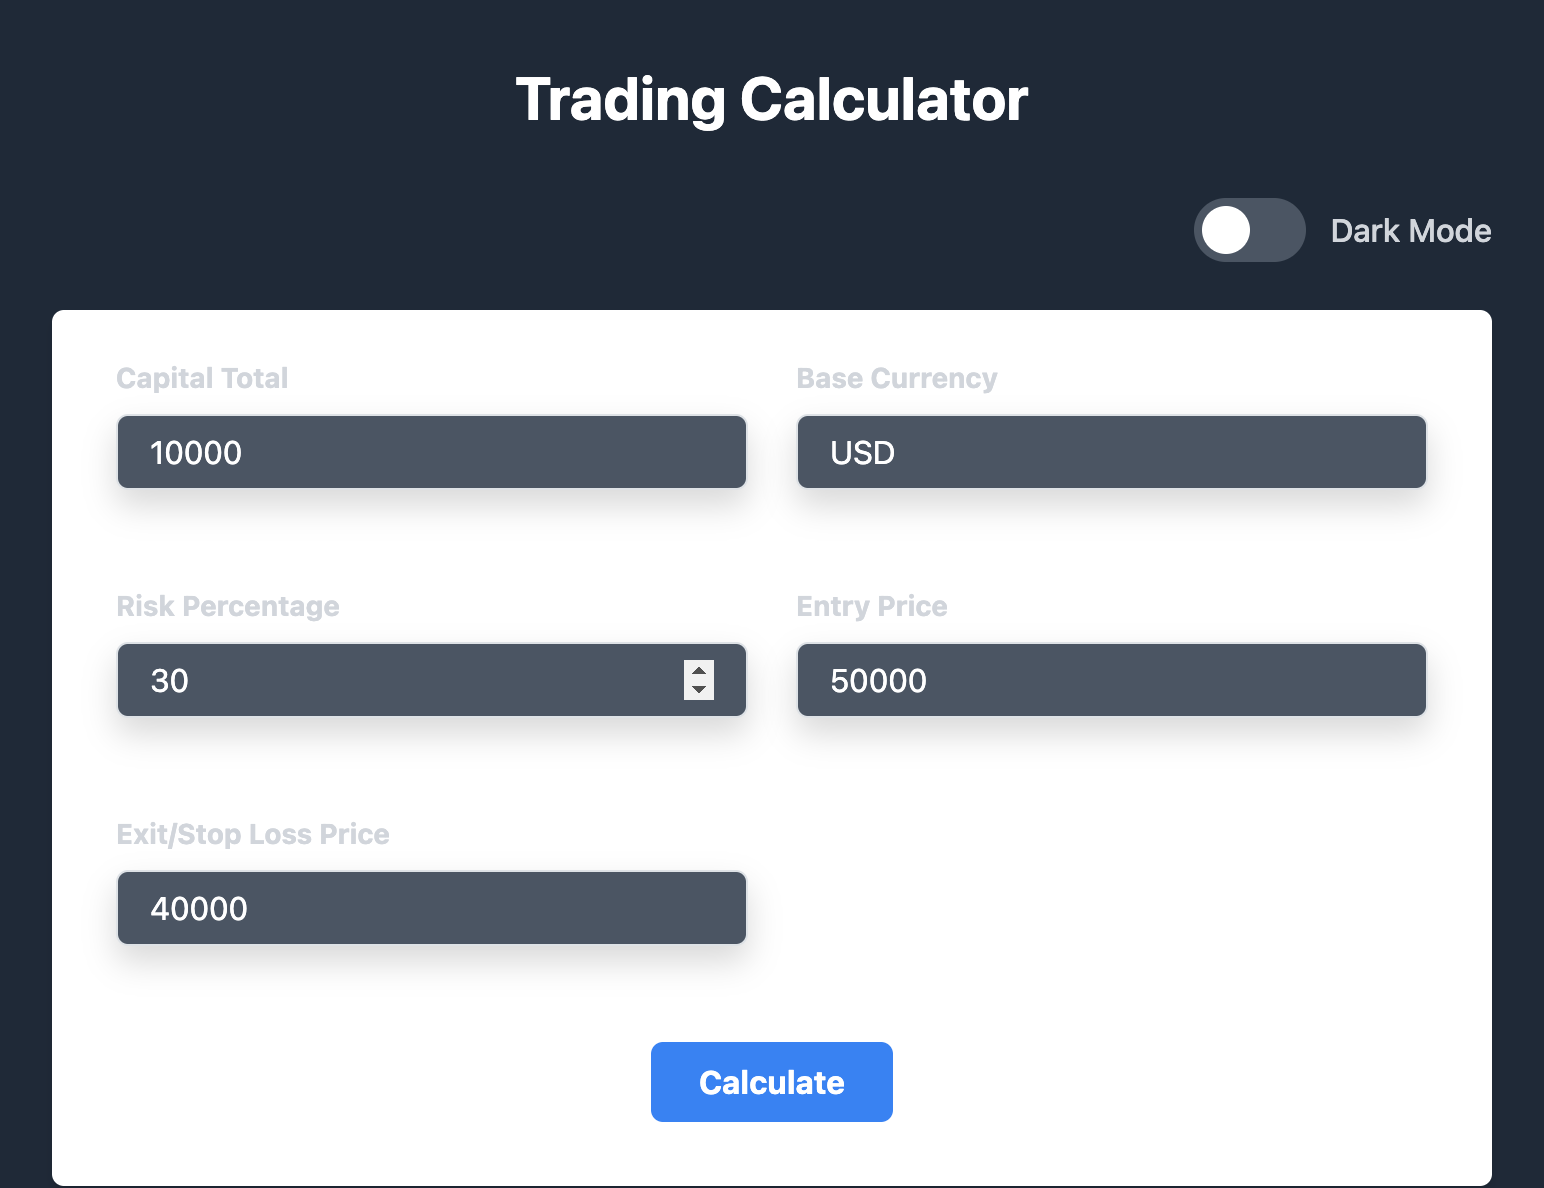 Trading Calculator
Dark Mode
Capital Total
Base Currency
10000
USD
Risk Percentage
Entry Price
30
50000
Exit/Stop Loss Price
40000
Calculate